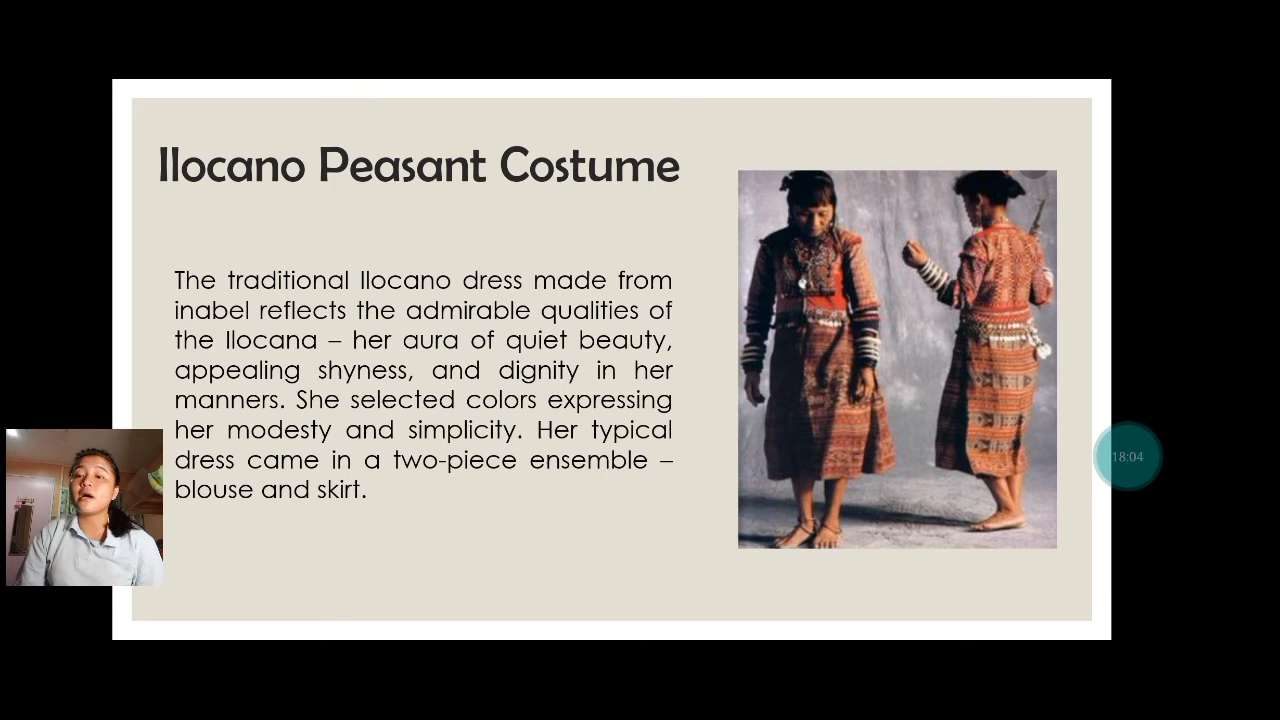 Ilocano Peasant Costume
The traditional Ilocano dress made from
inabel reflects the admirable qualities of
the Ilocana – her aura of quiet beauty,
appealing shyness, and dignity in her
manners. She selected colors expressing
her modesty and simplicity. Her typical
dress came in a two-piece ensemble –
blouse and skirt.
18:04